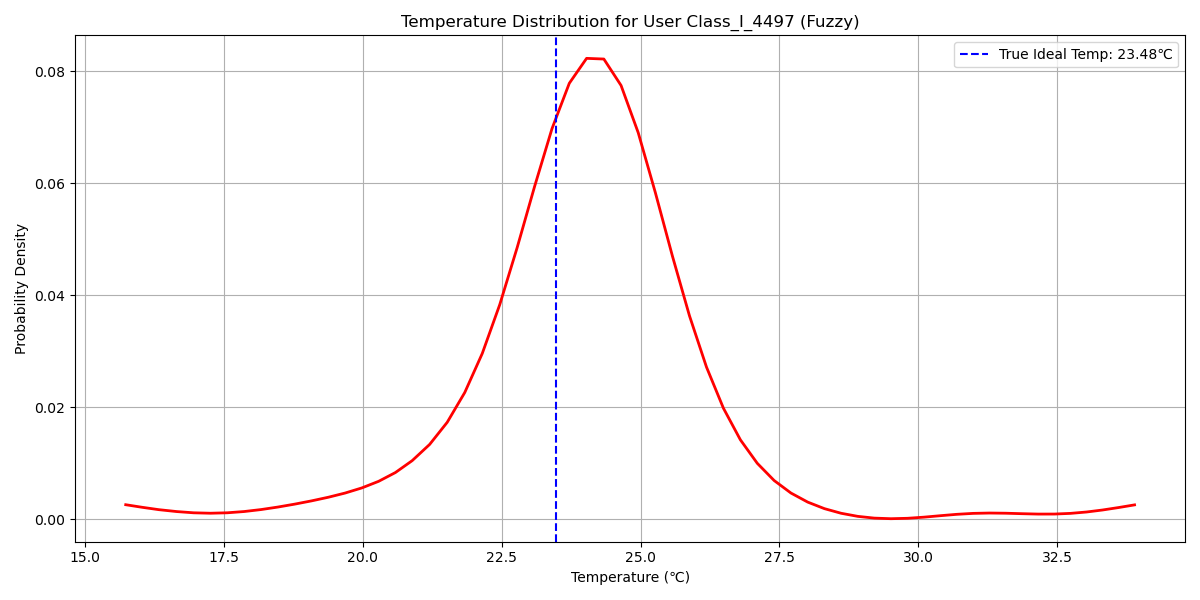 Temperature Distribution for User Class_I_4497 (Fuzzy)
True Ideal Temp: 23.48℃
Probability Density
0.08
0.06
0.04
0.02
0.00
15.0 17.5 20.0 22.5 25.0 27.5 30.0 32.5
Temperature (℃)